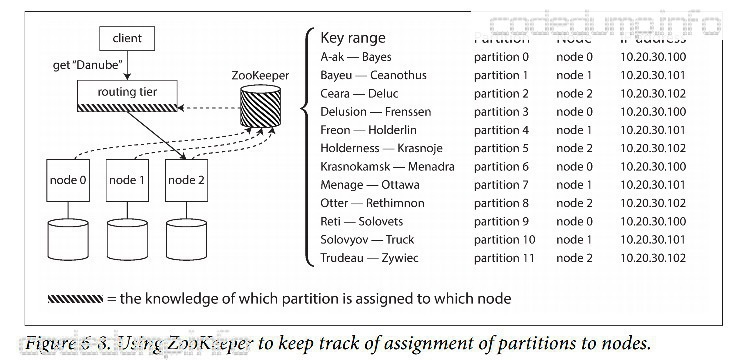 codedump.info
client
get "Danube"
routing tier
ZooKeeper
node 0 node 1 node 2
Key range Partition Node IP address
A-ak — Bayes partition 0 node 0 10.20.30.100
Bayeu — Ceanothus partition 1 node 1 10.20.30.101
Ceara — Deluc partition 2 node 2 10.20.30.102
Delusion — Frenssen partition 3 node 0 10.20.30.100
Freon — Holderlin partition 4 node 1 10.20.30.101
Holderness — Krasnoje partition 5 node 2 10.20.30.102
Krasnokamsk — Menadra partition 6 node 0 10.20.30.100
Menage — Ottawa partition 7 node 1 10.20.30.101
Otter — Rethimnon partition 8 node 2 10.20.30.102
Reti — Solovets partition 9 node 0 10.20.30.100
Solovyov — Truck partition 10 node 1 10.20.30.101
Trudeau — Zywiec partition 11 node 2 10.20.30.102
= the knowledge of which partition is assigned to which node
Figure 6-8. Using ZooKeeper to keep track of assignment of partitions to nodes.
codedump.info